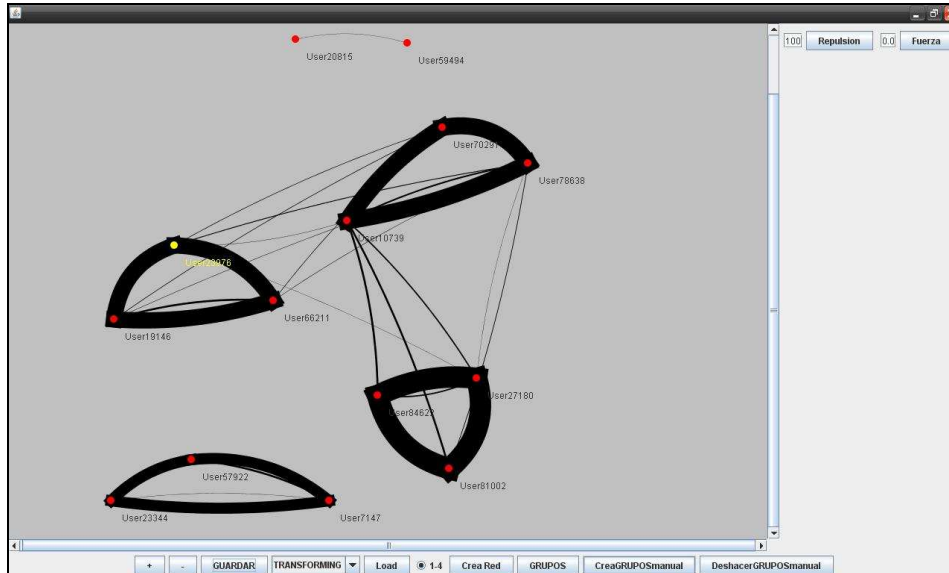 100 Repulsion 0.0 Fuerza
User20815
User59494
User70297
User78638
User10739
User66211
User19146
User27180
User84622
User81002
User57922
User23344
User7147
+ - GUARDAR TRANSFORMING Load 1-4 Crea Red GRUPOS CreaGRUPOSmanual DeshacerGRUPOSmanual